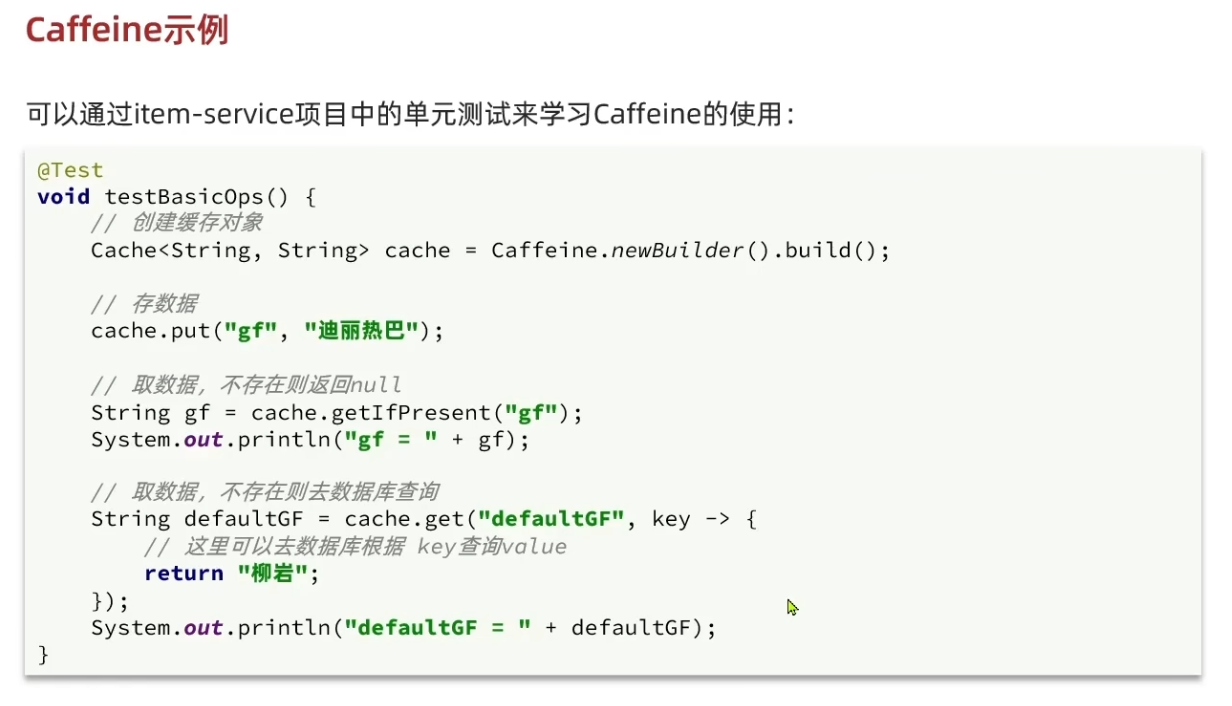 Caffeine示例
可以通过item-service项目中的单元测试来学习Caffeine的使用：
@Test
void testBasicOps() {
    // 创建缓存对象
    Cache<String, String> cache = Caffeine.newBuilder().build();
    // 存数据
    cache.put("gf", "迪丽热巴");
    // 取数据，不存在则返回null
    String gf = cache.getIfPresent("gf");
    System.out.println("gf = " + gf);
    // 取数据，不存在则去数据库查询
    String defaultGF = cache.get("defaultGF", key -> {
        // 这里可以去数据库根据 key查询value
        return "柳岩";
    });
    System.out.println("defaultGF = " + defaultGF);
}